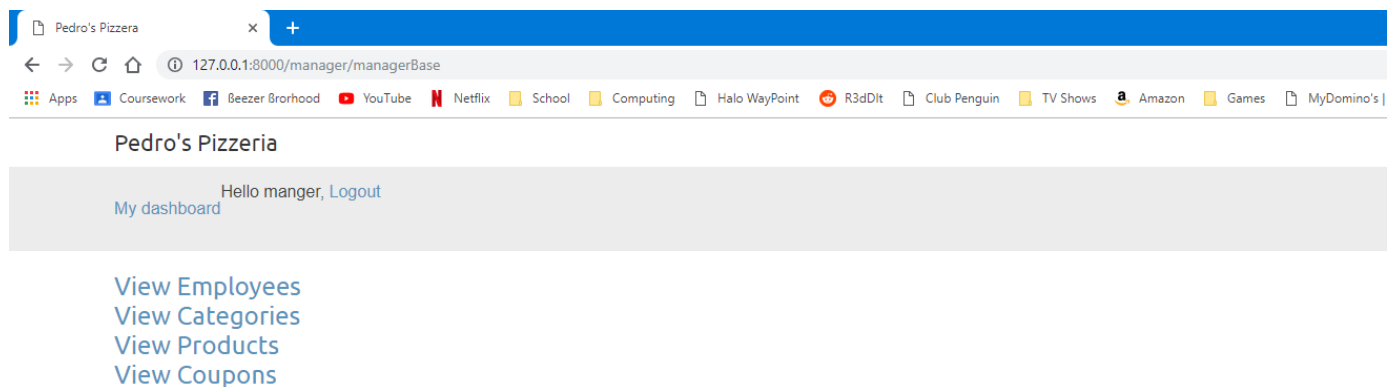 Pedro's Pizzera
127.0.0.1:8000/manager/managerBase
Apps Coursework ßeezer ßrorhood YouTube Netflix School Computing Halo WayPoint R3dDIt Club Penguin TV Shows Amazon Games MyDomino's |
Pedro's Pizzeria
Hello manger, Logout
My dashboard
View Employees
View Categories
View Products
View Coupons